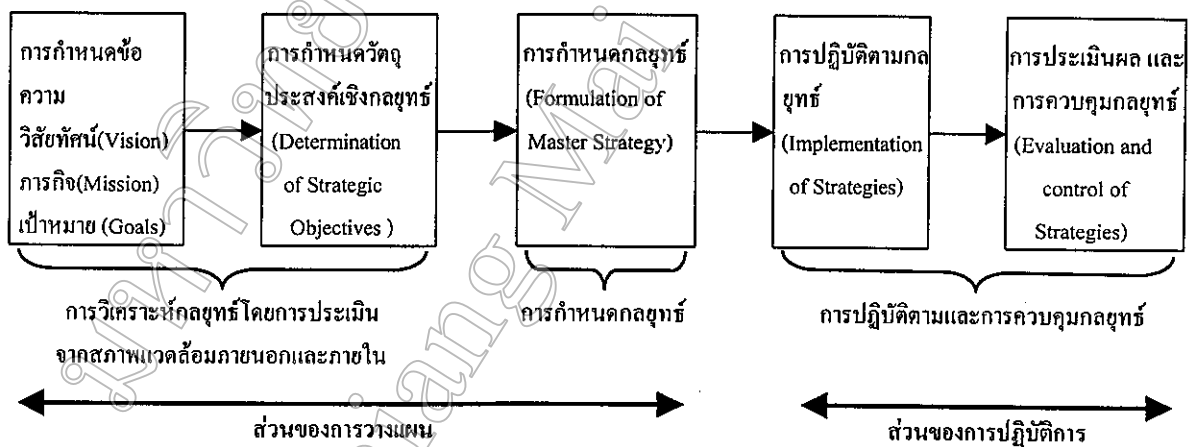 การกำหนดข้อ
ความ
วิสัยทัศน์(Vision)
ภารกิจ(Mission)
เป้าหมาย (Goals)
การกำหนดวัตถุ
ประสงค์เชิงกลยุทธ์
(Determination
of Strategic
Objectives )
การกำหนดกลยุทธ์
(Formulation of
Master Strategy)
การปฏิบัติตามกล
ยุทธ์
(Implementation
of Strategies)
การประเมินผล และ
การควบคุมกลยุทธ์
(Evaluation and
control of
Strategies)
การวิเคราะห์กลยุทธ์โดยการประเมิน
จากสภาพแวดล้อมภายนอกและภายใน
การกำหนดกลยุทธ์
การปฏิบัติตามและการควบคุมกลยุทธ์
ส่วนของการวางแผน
ส่วนของการปฏิบัติการ